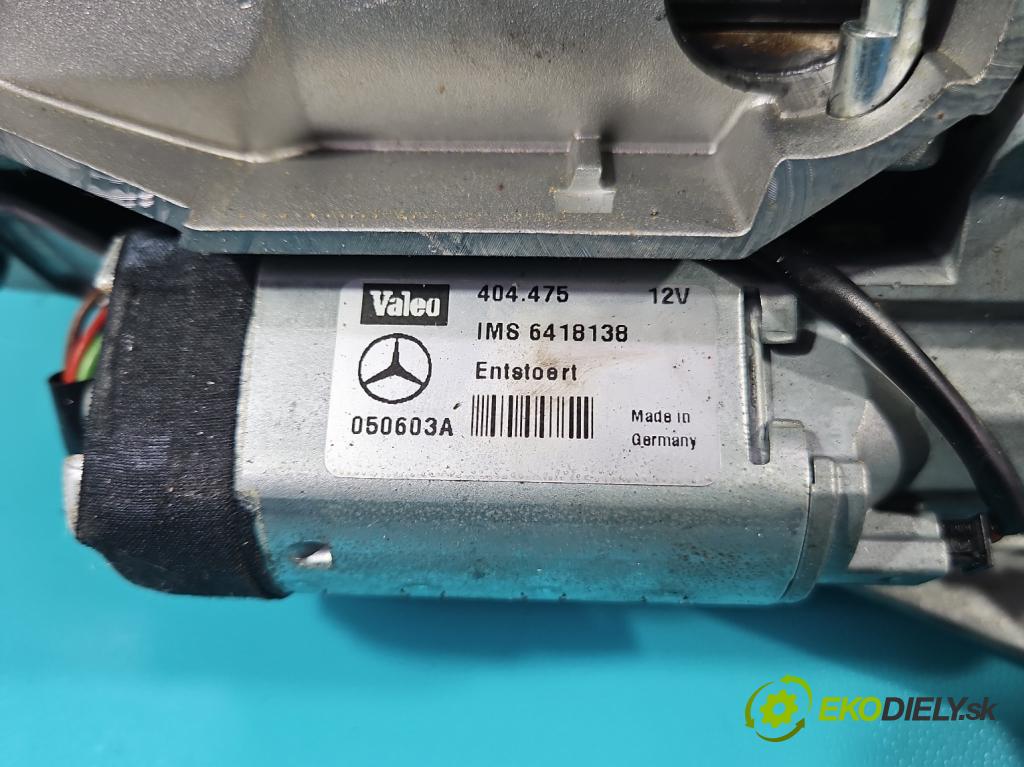 Valeo 404.475 12V
IMS 6418138
Entstoert
050603A
Made in
Germany
EKODIELY.sk